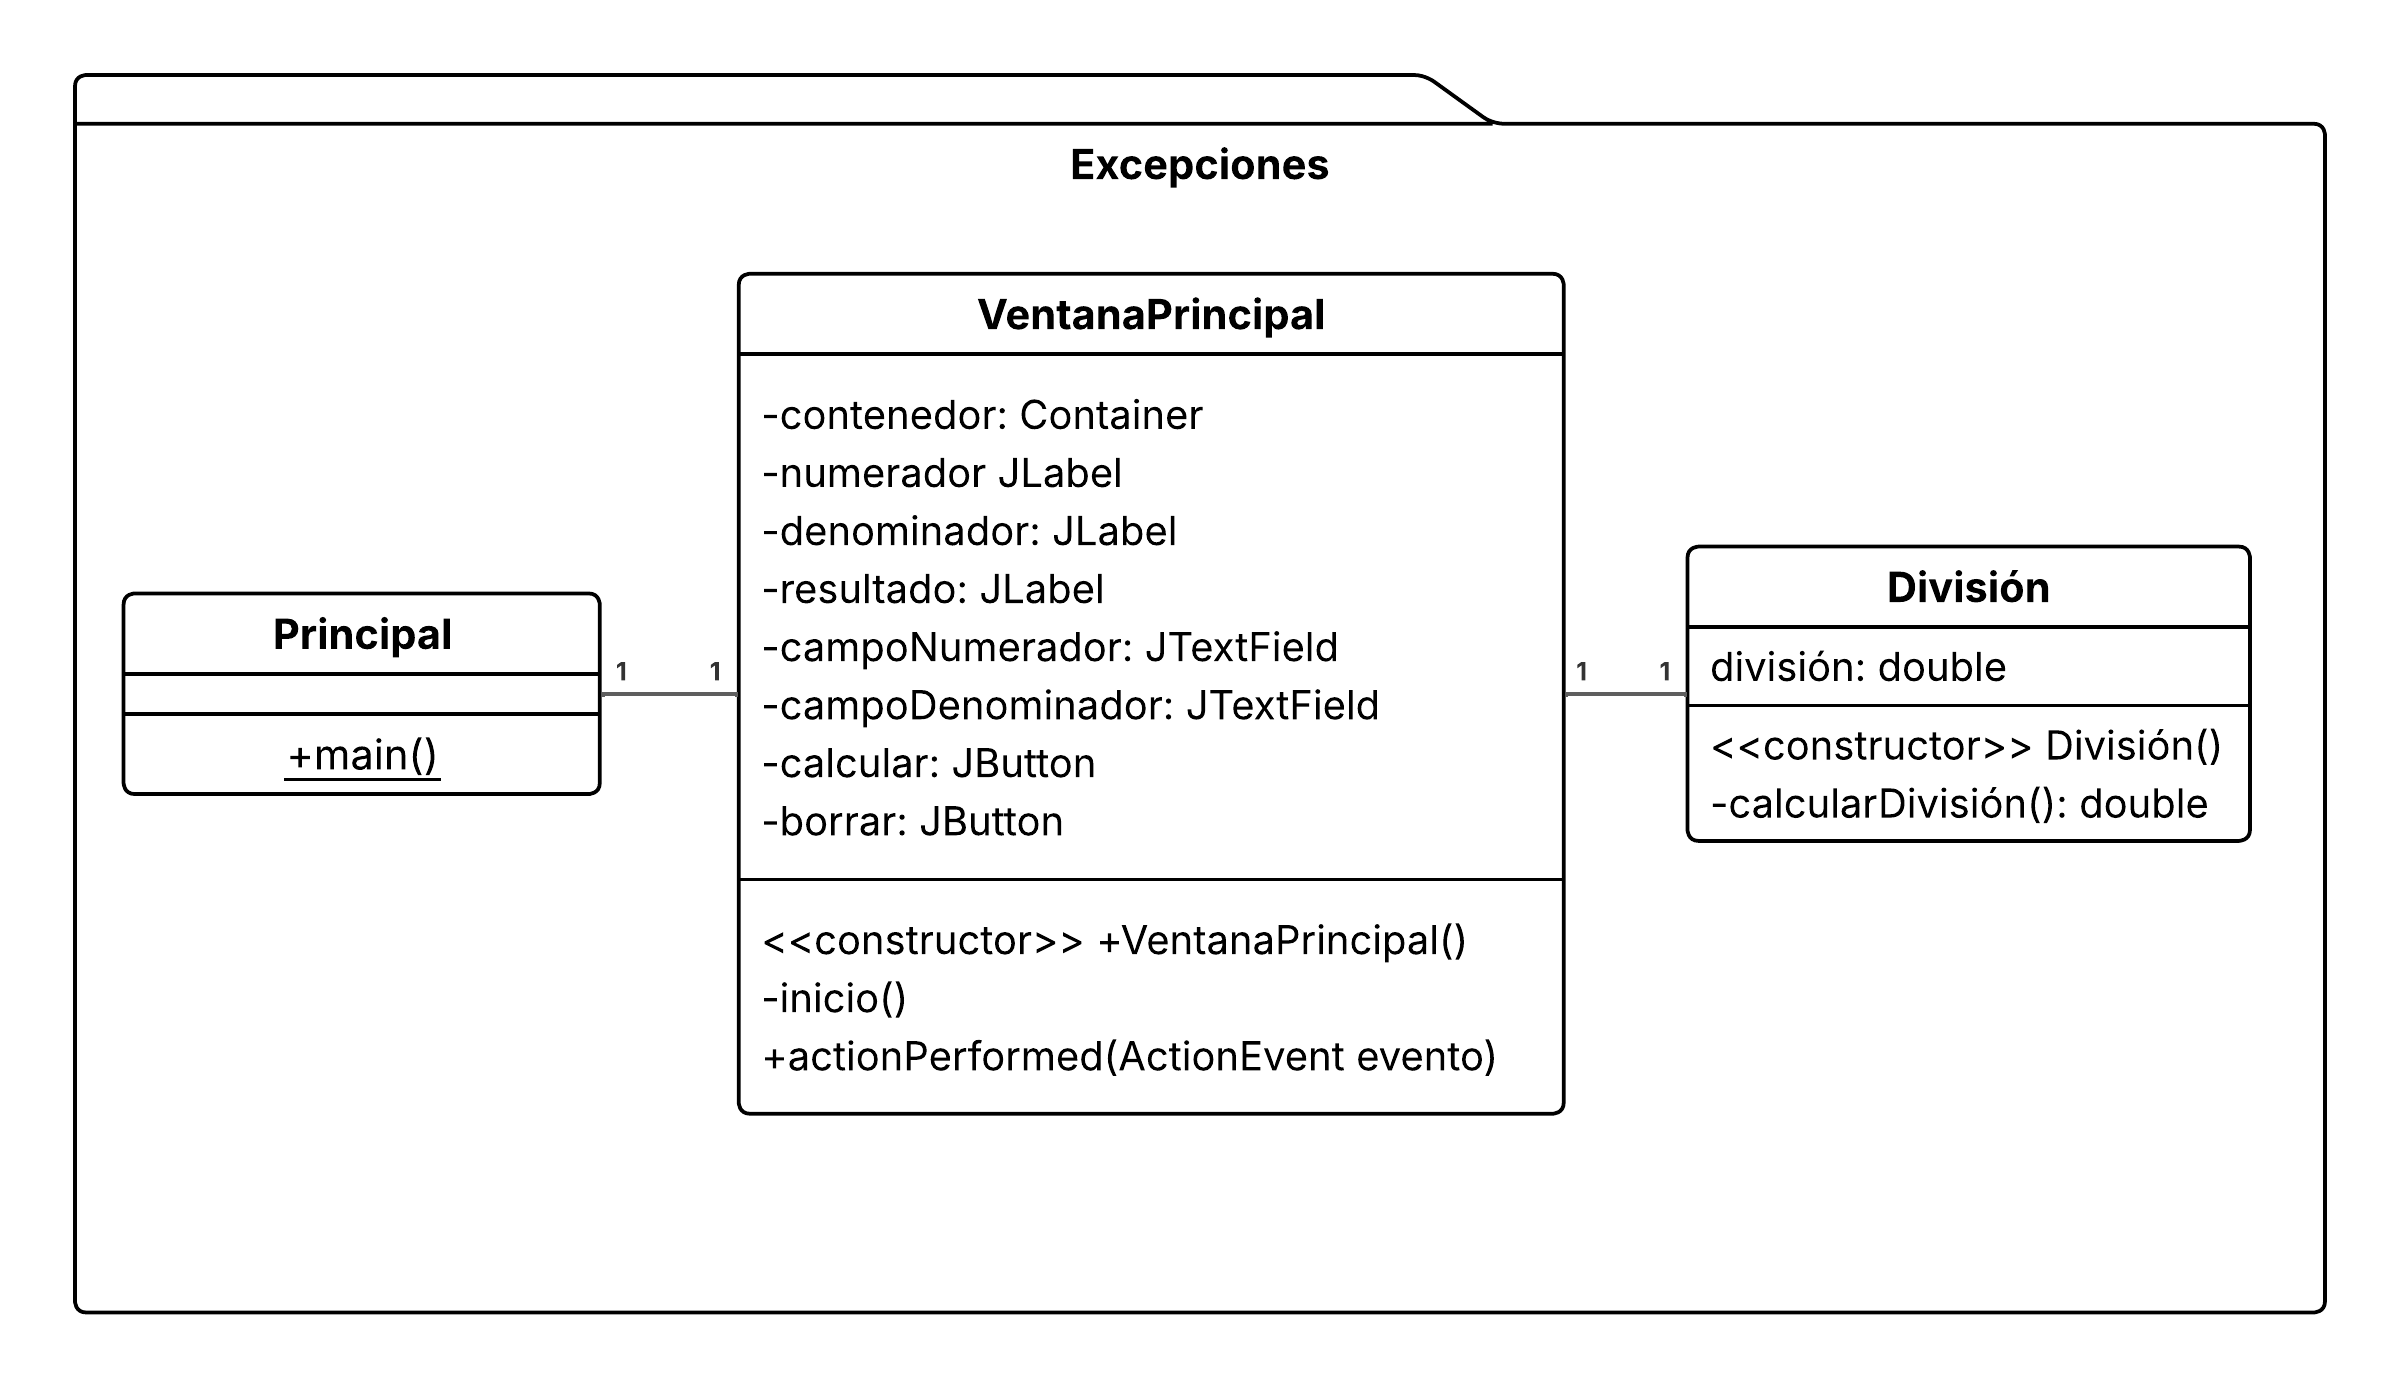 Excepciones
Principal
+main()
1
1
VentanaPrincipal
-contenedor: Container
-numerador JLabel
-denominador: JLabel
-resultado: JLabel
-campoNumerador: JTextField
-campoDenominador: JTextField
-calcular: JButton
-borrar: JButton
<<constructor>> +VentanaPrincipal()
-inicio()
+actionPerformed(ActionEvent evento)
1
1
División
división: double
<<constructor>> División()
-calcularDivisión(): double